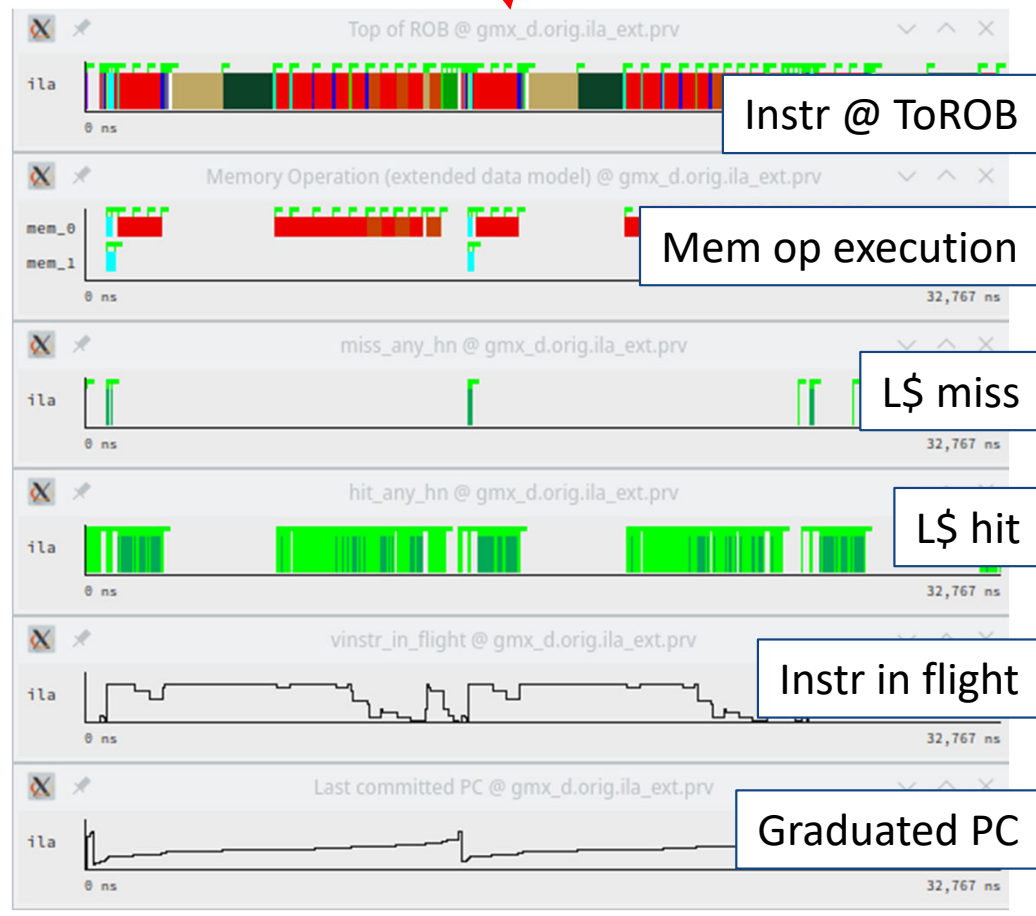 Top of ROB @ gmx_d.orig.ila_ext.prv
ila
0 ns
Instr @ ToROB
Memory Operation (extended data model) @ gmx_d.orig.ila_ext.prv
mem_0
mem_1
Mem op execution
0 ns
32,767 ns
miss_any_hn @ gmx_d.orig.ila_ext.prv
ila
L$ miss
0 ns
32,767 ns
hit_any_hn @ gmx_d.orig.ila_ext.prv
ila
L$ hit
0 ns
32,767 ns
vinstr_in_flight @ gmx_d.orig.ila_ext.prv
ila
Instr in flight
0 ns
32,767 ns
Last committed PC @ gmx_d.orig.ila_ext.prv
ila
Graduated PC
0 ns
32,767 ns